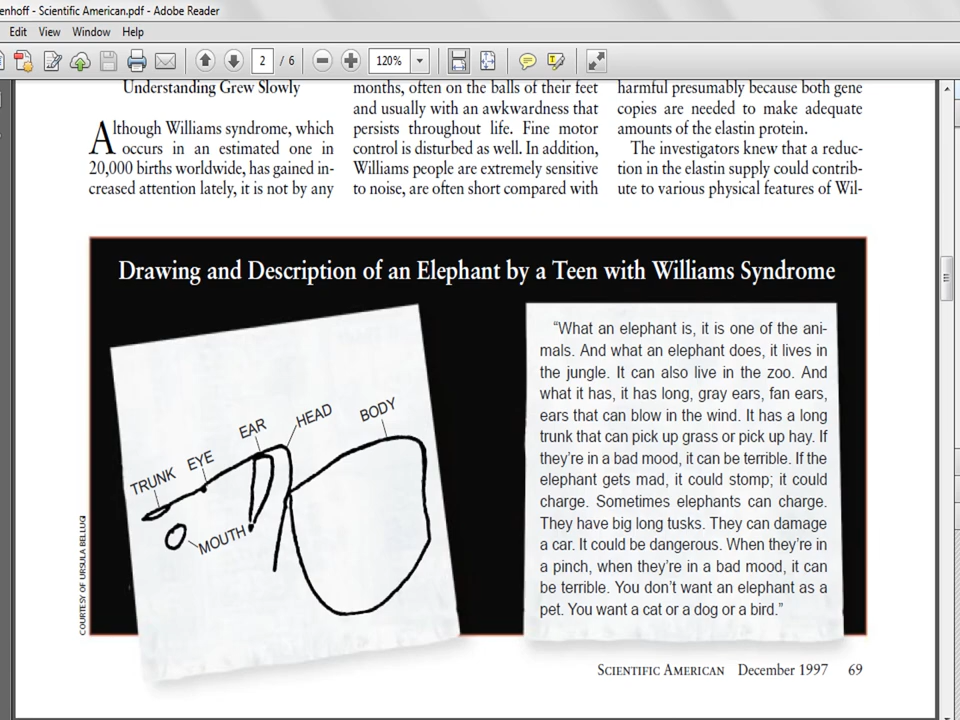 enhoff - Scientific American.pdf - Adobe Reader
Edit View Window Help
2 / 6 120%
Understanding Grew Slowly
Although Williams syndrome, which
occurs in an estimated one in
20,000 births worldwide, has gained in-
creased attention lately, it is not by any
months, often on the balls of their feet
and usually with an awkwardness that
persists throughout life. Fine motor
control is disturbed as well. In addition,
Williams people are extremely sensitive
to noise, are often short compared with
harmful presumably because both gene
copies are needed to make adequate
amounts of the elastin protein.
The investigators knew that a reduc-
tion in the elastin supply could contrib-
ute to various physical features of Wil-
Drawing and Description of an Elephant by a Teen with Williams Syndrome
TRUNK
EYE
EAR
HEAD
BODY
MOUTH
COURTESY OF URSULA BELLUGI
“What an elephant is, it is one of the ani-
mals. And what an elephant does, it lives in
the jungle. It can also live in the zoo. And
what it has, it has long, gray ears, fan ears,
ears that can blow in the wind. It has a long
trunk that can pick up grass or pick up hay. If
they’re in a bad mood, it can be terrible. If the
elephant gets mad, it could stomp; it could
charge. Sometimes elephants can charge.
They have big long tusks. They can damage
a car. It could be dangerous. When they’re in
a pinch, when they’re in a bad mood, it can
be terrible. You don’t want an elephant as a
pet. You want a cat or a dog or a bird.”
SCIENTIFIC AMERICAN December 1997 69